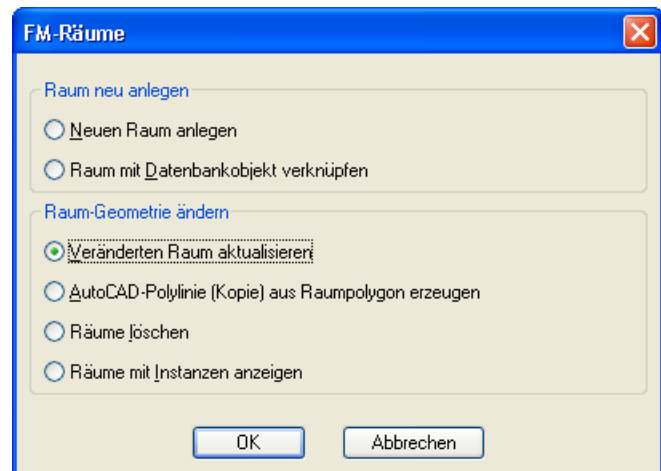 FM-Räume
Raum neu anlegen
Neuen Raum anlegen
Raum mit Datenbankobjekt verknüpfen
Raum-Geometrie ändern
Veränderten Raum aktualisieren
AutoCAD-Polylinie (Kopie) aus Raumpolygon erzeugen
Räume löschen
Räume mit Instanzen anzeigen
OK Abbrechen